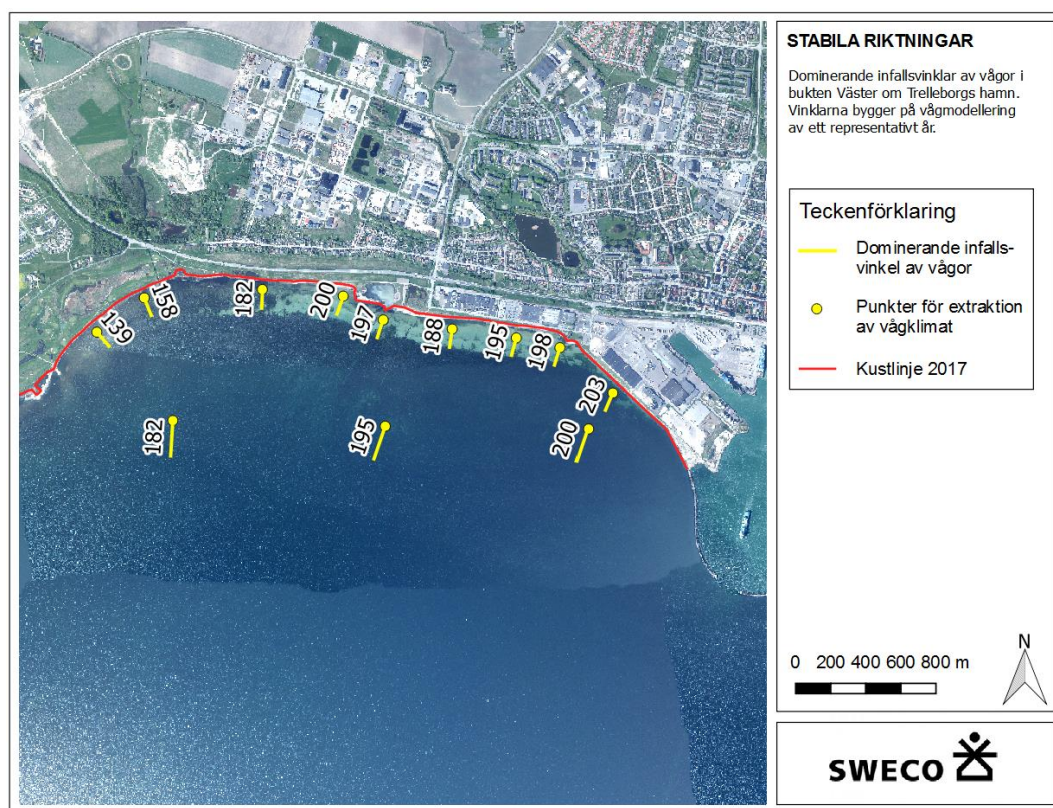 STABILA RIKTNINGAR
Dominerande infallsvinklar av vågor i
bukten Väster om Trelleborgs hamn.
Vinklarna bygger på vågmodellering
av ett representativt år.
Teckenförklaring
Dominerande infalls-
vinkel av vågor
Punkter för extraktion
av vågklimat
Kustlinje 2017
139
158
182
200
197
188
195
198
203
182
195
200
N
0 200 400 600 800 m
SWECO